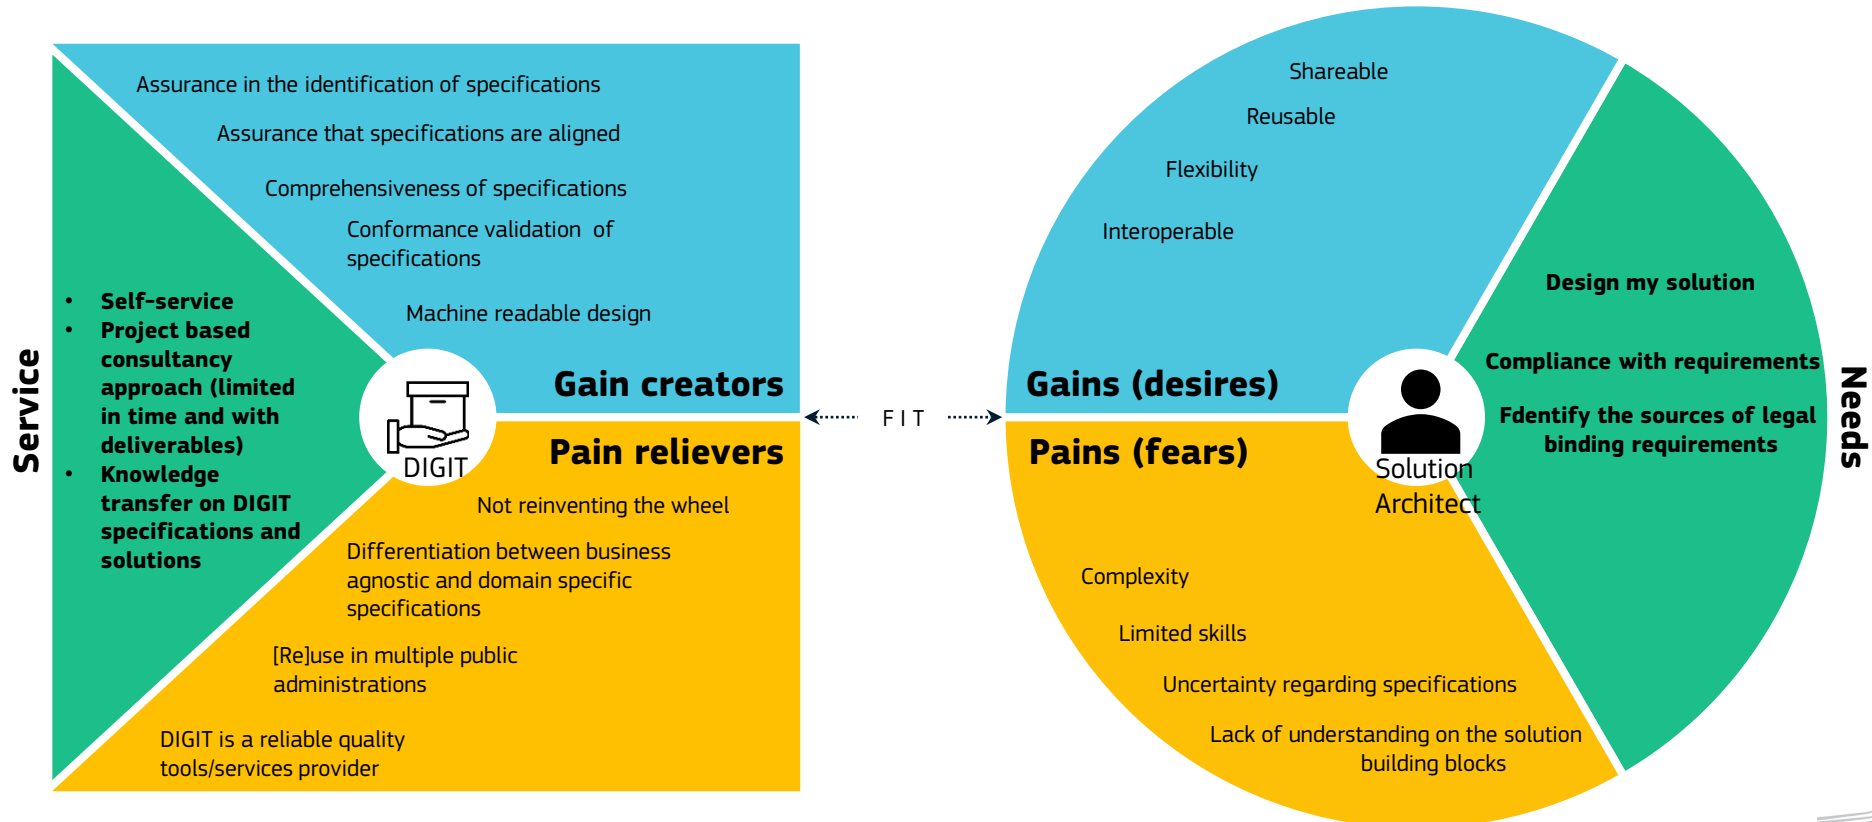 Service
Assurance in the identification of specifications
Assurance that specifications are aligned
Comprehensiveness of specifications
Conformance validation  of
specifications
Machine readable design
Gain creators
• Self-service
• Project based
consultancy
approach (limited
in time and with
deliverables)
• Knowledge
transfer on DIGIT
specifications and
solutions
DIGIT
Pain relievers
Not reinventing the wheel
Differentiation between business
agnostic and domain specific
specifications
[Re]use in multiple public
administrations
DIGIT is a reliable quality
tools/services provider
FIT
Shareable
Reusable
Flexibility
Interoperable
Gains (desires)
Pains (fears)
Complexity
Limited skills
Uncertainty regarding specifications
Lack of understanding on the solution
building blocks
Solution
Architect
Design my solution
Compliance with requirements
Fdentify the sources of legal
binding requirements
Needs